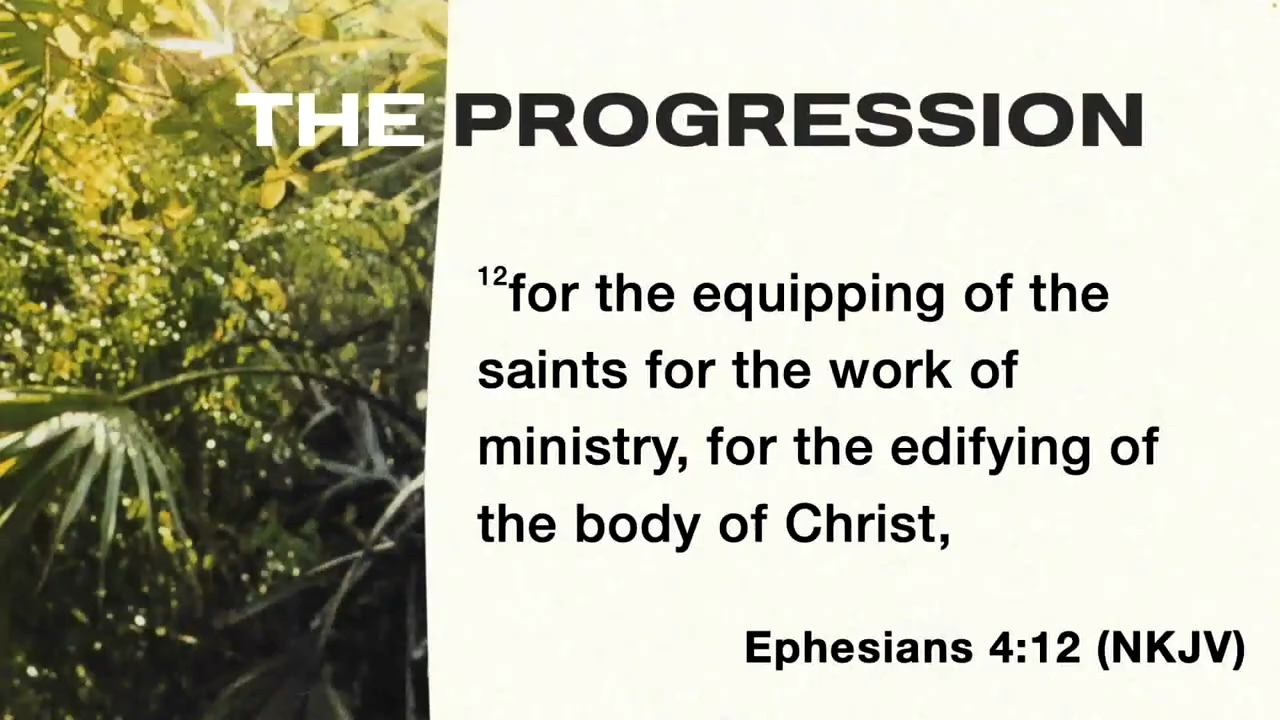 THE PROGRESSION
12for the equipping of the
saints for the work of
ministry, for the edifying of
the body of Christ,
Ephesians 4:12 (NKJV)